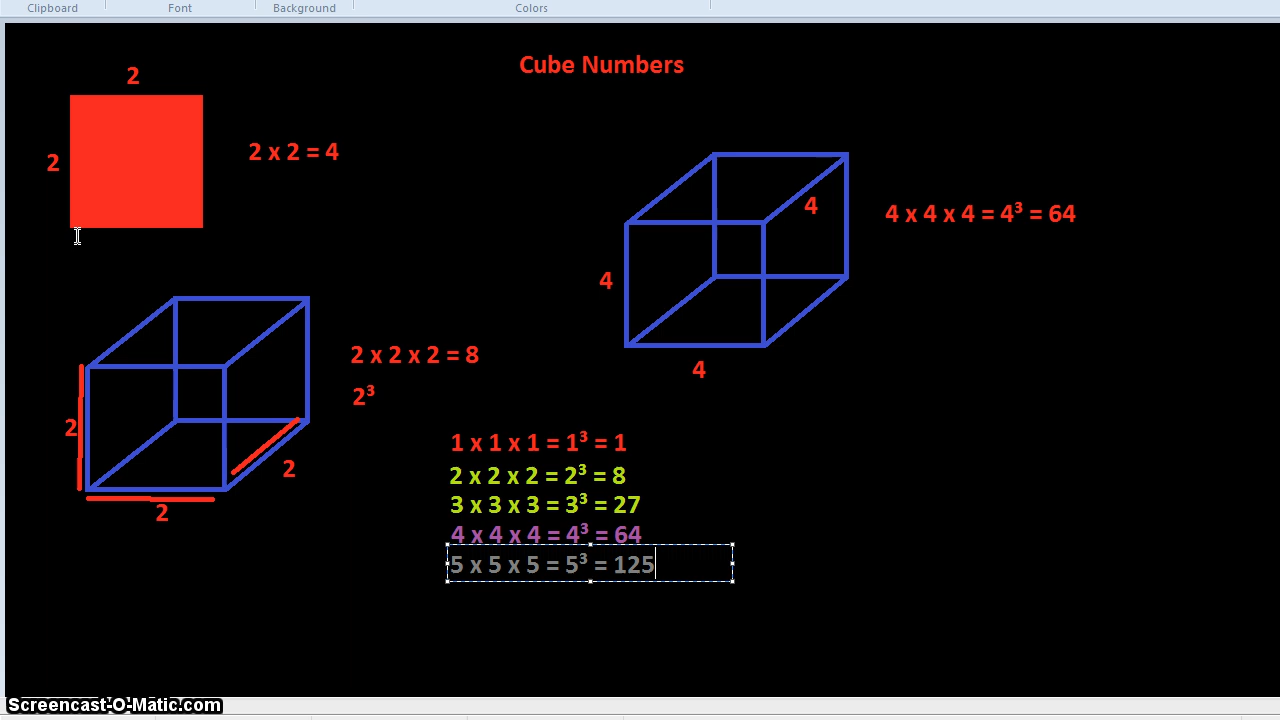 Clipboard Font Background Colors
Cube Numbers
2
2
2 x 2 = 4
4
4
4
4 x 4 x 4 = 4³ = 64
2
2
2
2 x 2 x 2 = 8
2³
1 x 1 x 1 = 1³ = 1
2 x 2 x 2 = 2³ = 8
3 x 3 x 3 = 3³ = 27
4 x 4 x 4 = 4³ = 64
5 x 5 x 5 = 5³ = 125
Screencast-O-Matic.com